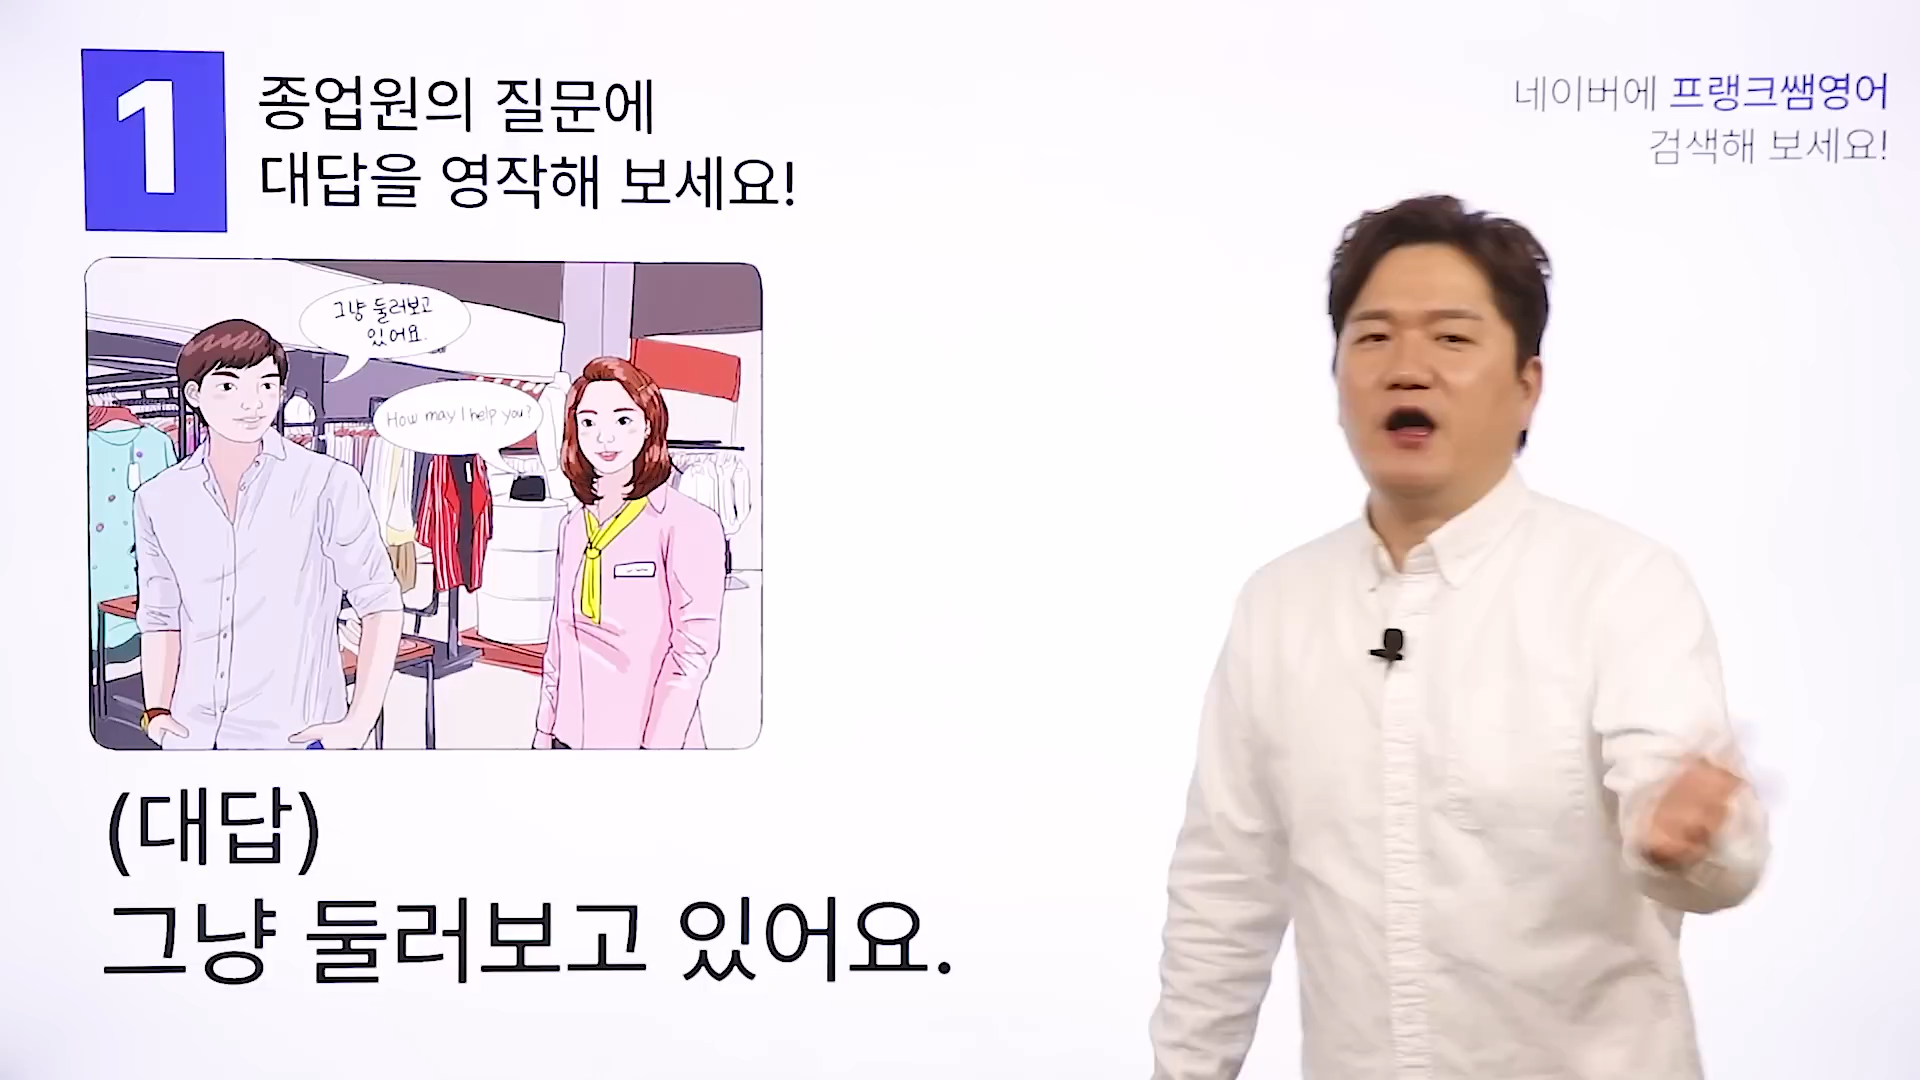 1
종업원의 질문에
대답을 영작해 보세요!
네이버에 프랭크쌤영어
검색해 보세요!
그냥 둘러보고
있어요.
How may I help you?
(대답)
그냥 둘러보고 있어요.